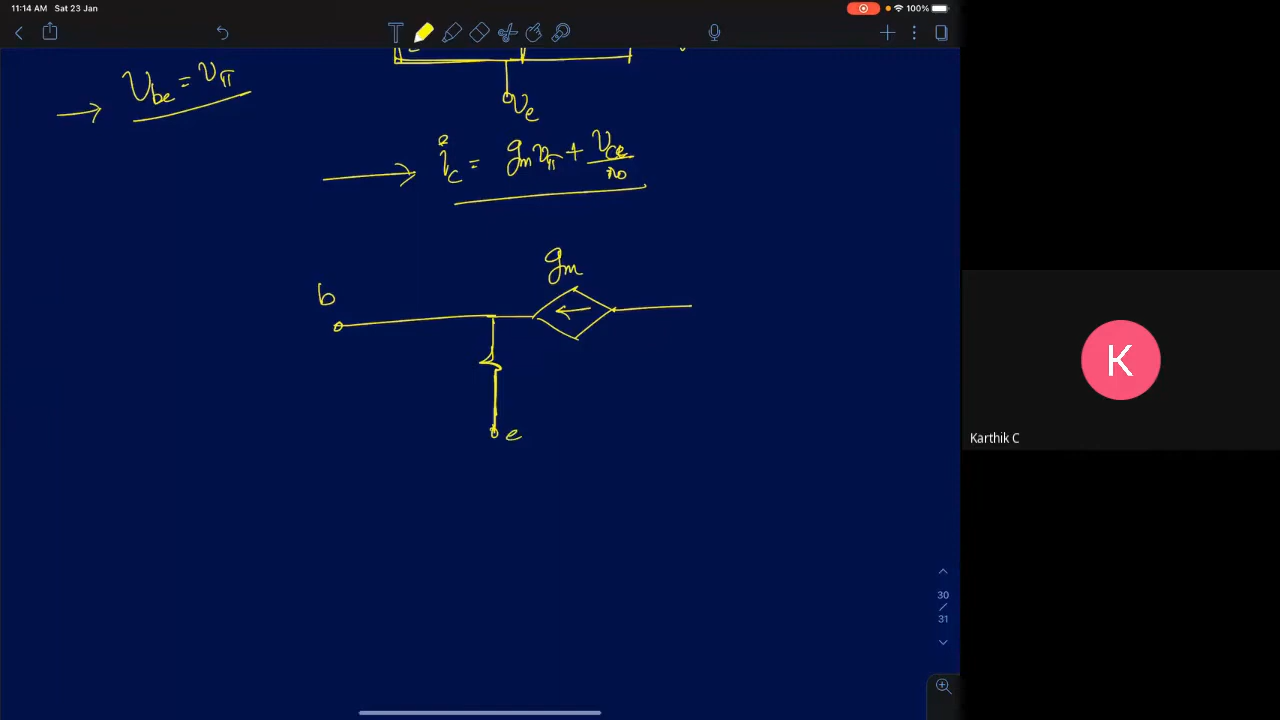 11:14 AM Sat 23 Jan
100%
V_be = v_π
v_e
i_c = g_m v_π + v_ce / r_o
g_m
b
e
K
Karthik C
30
/
31